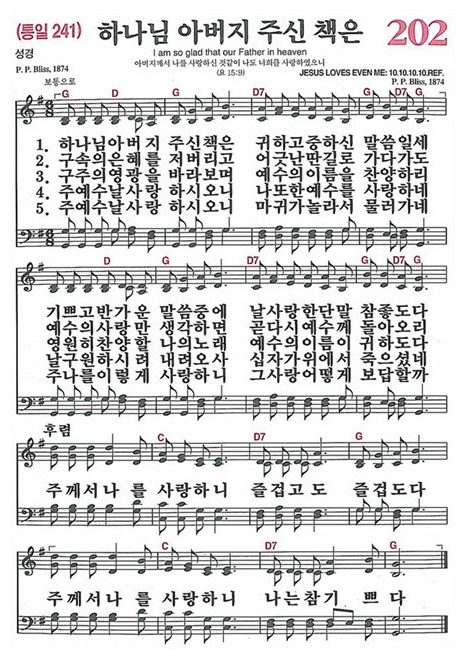 (통일 241) 하나님 아버지 주신 책은 202
성경
I am so glad that our Father in heaven
아버지께서 나를 사랑하신 것같이 나도 너희를 사랑하였으니
(요 15:9)
P. P. Bliss, 1874
JESUS LOVES EVEN ME: 10.10.10.10.REF.
P. P. Bliss, 1874
보통으로
G D G D7 G
1. 하나님아버지 주신책은 귀하고중하신 말씀일세
2. 구속의은혜를 저버리고 어긋난딴길로 가다가도
3. 구주의영광을 바라보며 예수의이름을 찬양하리
4. 주예수날사랑 하시오니 나또한예수를 사랑하네
5. 주예수날사랑 하시오니 마귀가놀라서 물러가네
D G C D7 G
기쁘고반가운 말씀중에 날사랑한단말 참좋도다
예수의사랑만 생각하면 곧다시예수께 돌아오리
영원히찬양할 나의노래 예수의이름이 귀하도다
날구원하시려 내려오사 십자가위에서 죽으셨네
주나를이렇게 사랑하니 그사랑어떻게 보답할까
후렴
G C D7 G
주께서나 를 사랑하니 즐겁고도 즐겁도다
C D7 G
주께서나 를 사랑하니 나는참기 쁘다